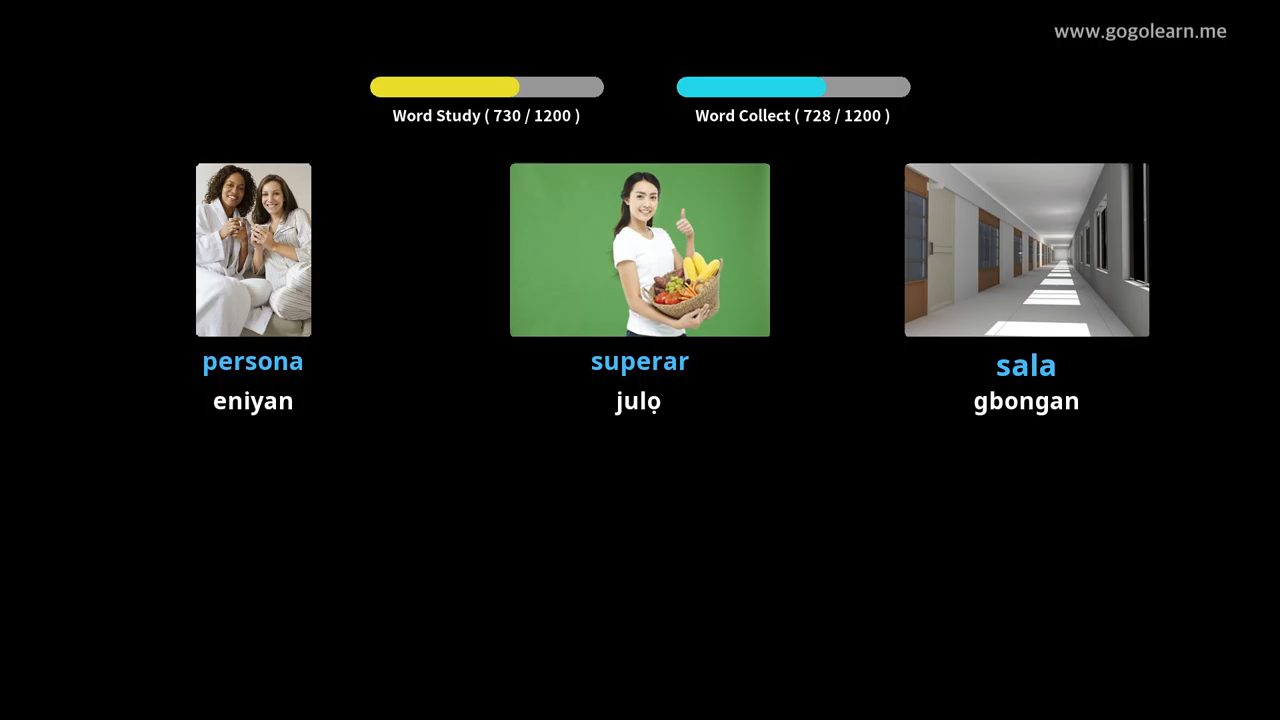 www.gogolearn.me
Word Study ( 730 / 1200 )
Word Collect ( 728 / 1200 )
persona
superar
sala
eniyan
julọ
gbongan